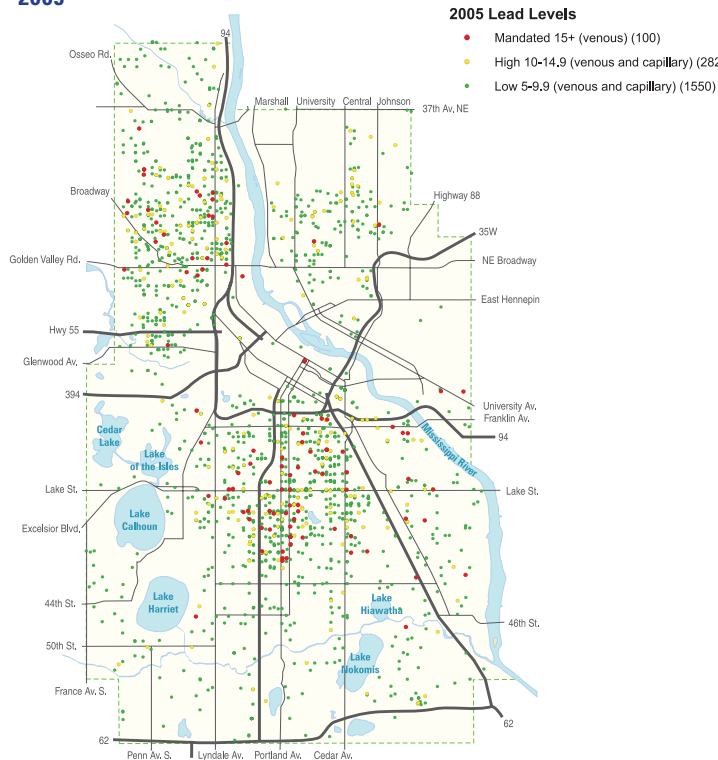 2005
2005 Lead Levels
Mandated 15+ (venous) (100)
High 10-14.9 (venous and capillary) (282
Low 5-9.9 (venous and capillary) (1550)
94
Osseo Rd.
Marshall University Central Johnson
37th Av, NE
Broadway
Highway 88
35W
Golden Valley Rd.
NE Broadway
East Hennepin
Hwy 55
Glenwood Av.
394
University Av.
Franklin Av.
94
Cedar
Lake
Lake
of the Isles
Mississippi River
Lake St.
Lake St.
Lake
Calhoun
Excelsior Blvd.
44th St.
Lake
Harriet
Lake
Hiawatha
46th St.
50th St.
Lake
Nokomis
France Av. S.
62
62
Penn Av. S. Lyndale Av. Portland Av. Cedar Av.